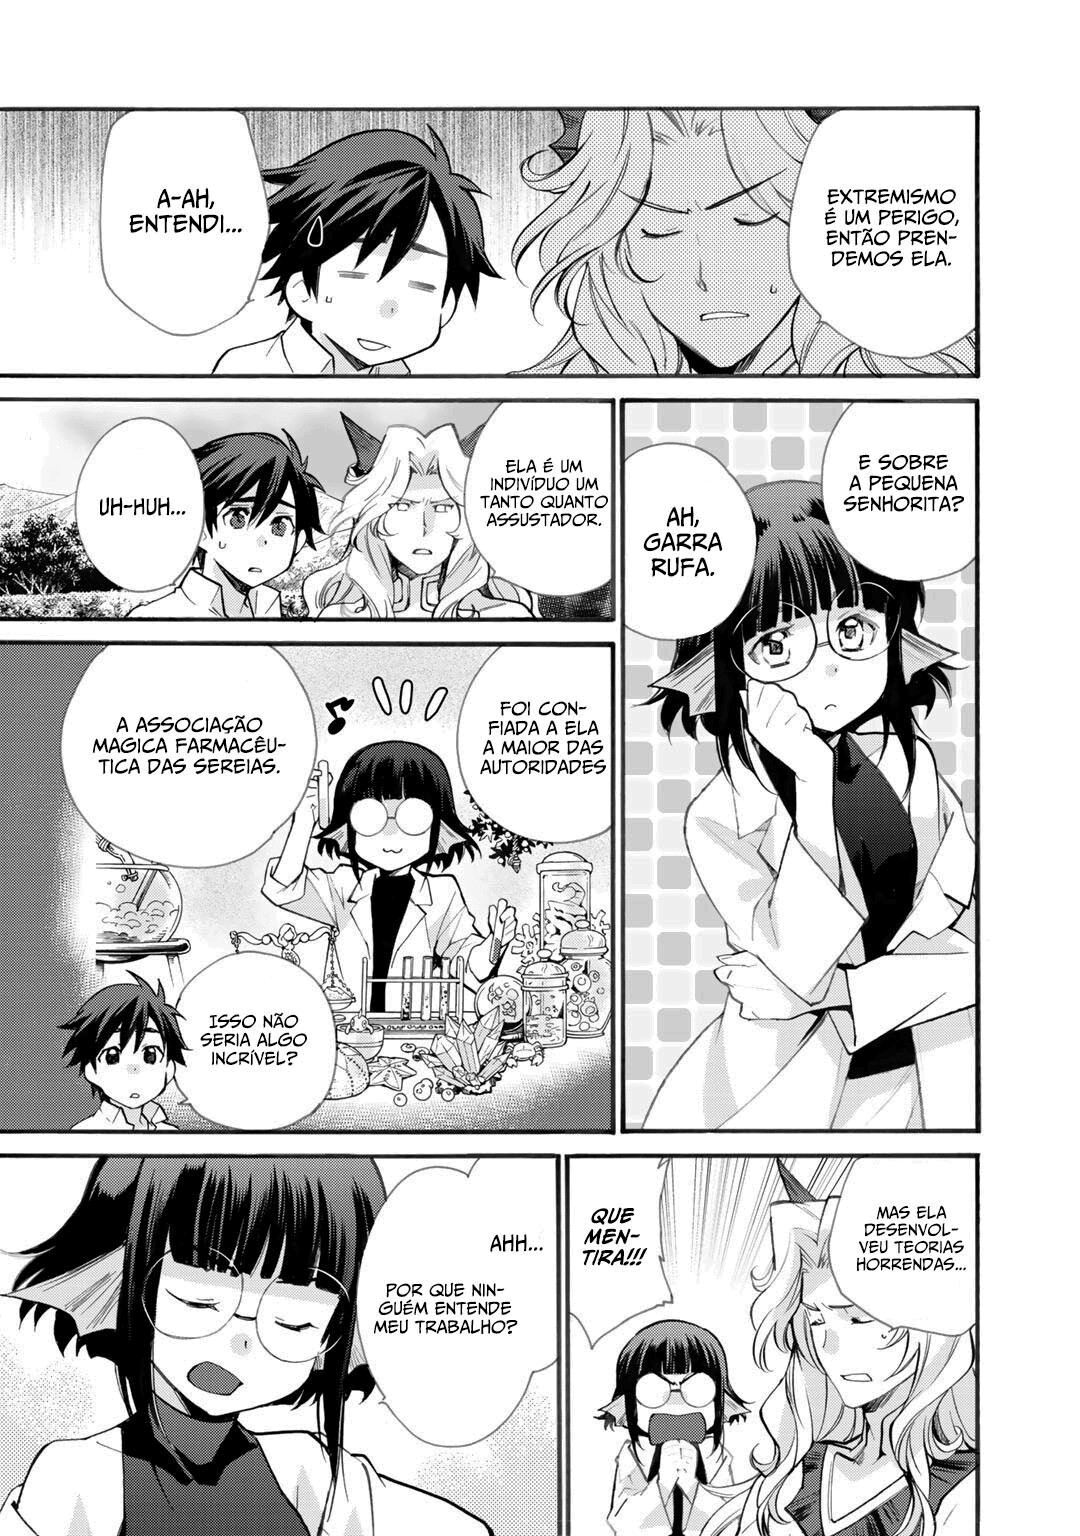 EXTREMISMO
É UM PERIGO,
ENTÃO PREN-
DEMOS ELA.
A-AH,
ENTENDI...
E SOBRE
A PEQUENA
SENHORITA?
AH,
GARRA
RUFA.
ELA É UM
INDIVÍDUO UM
TANTO QUANTO
ASSUSTADOR.
UH-HUH...
FOI CON-
FIADA A ELA
A MAIOR DAS
AUTORIDADES
A ASSOCIAÇÃO
MAGICA FARMACÊU-
TICA DAS SEREIAS.
ISSO NÃO
SERIA ALGO
INCRÍVEL?
MAS ELA
DESENVOL-
VEU TEORIAS
HORRENDAS...
QUE
MEN-
TIRA!!!
AHH...
POR QUE NIN-
GUÉM ENTENDE
MEU TRABALHO?